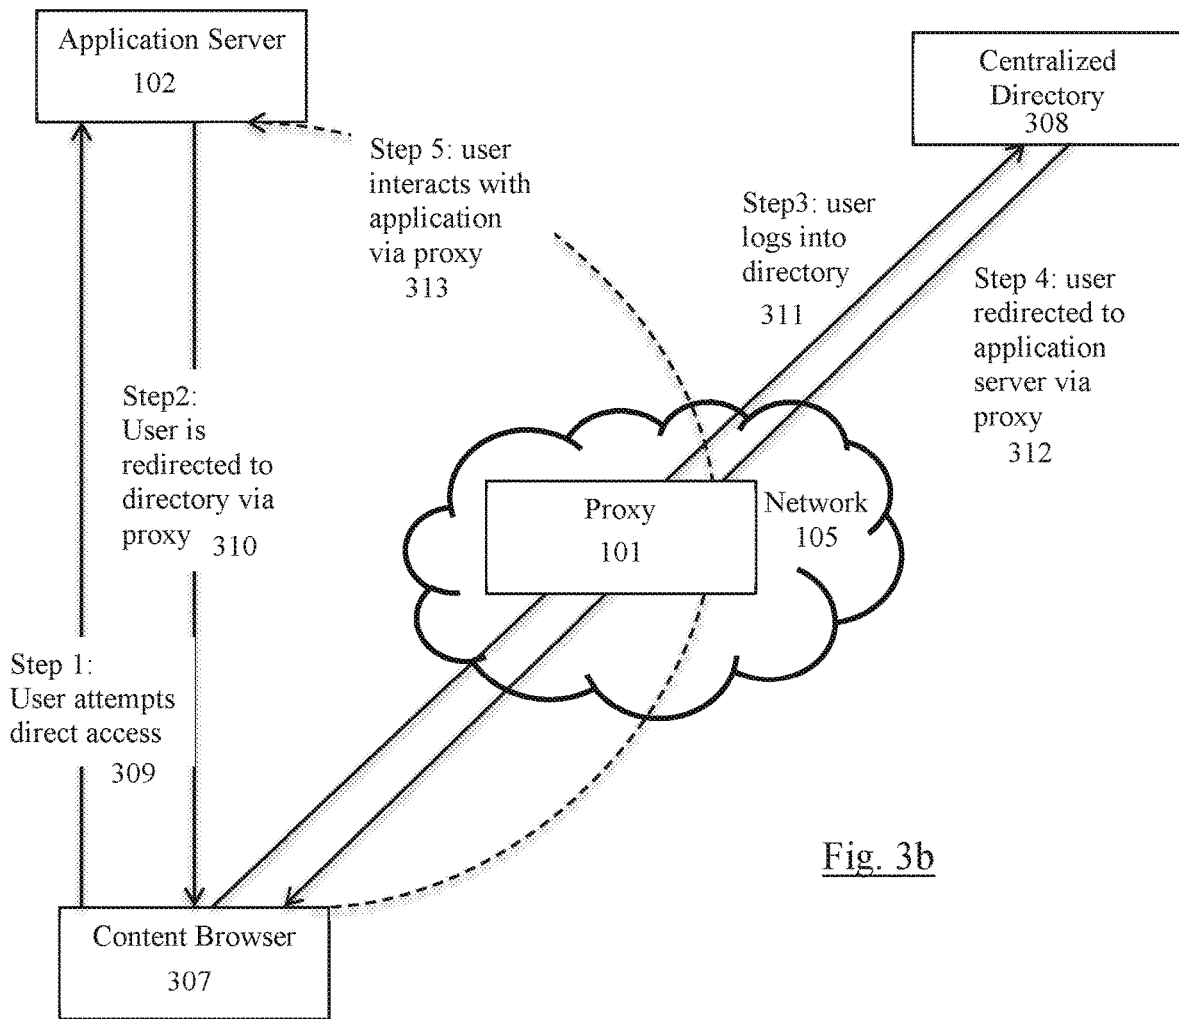 Application Server
102
Centralized
Directory
308
Step 5: user
interacts with
application
via proxy
313
Step3: user
logs into
directory
311
Step 4: user
redirected to
application
server via
proxy
312
Step2:
User is
redirected to
directory via
proxy 310
Proxy
101
Network
105
Step 1:
User attempts
direct access
309
Fig. 3b
Content Browser
307